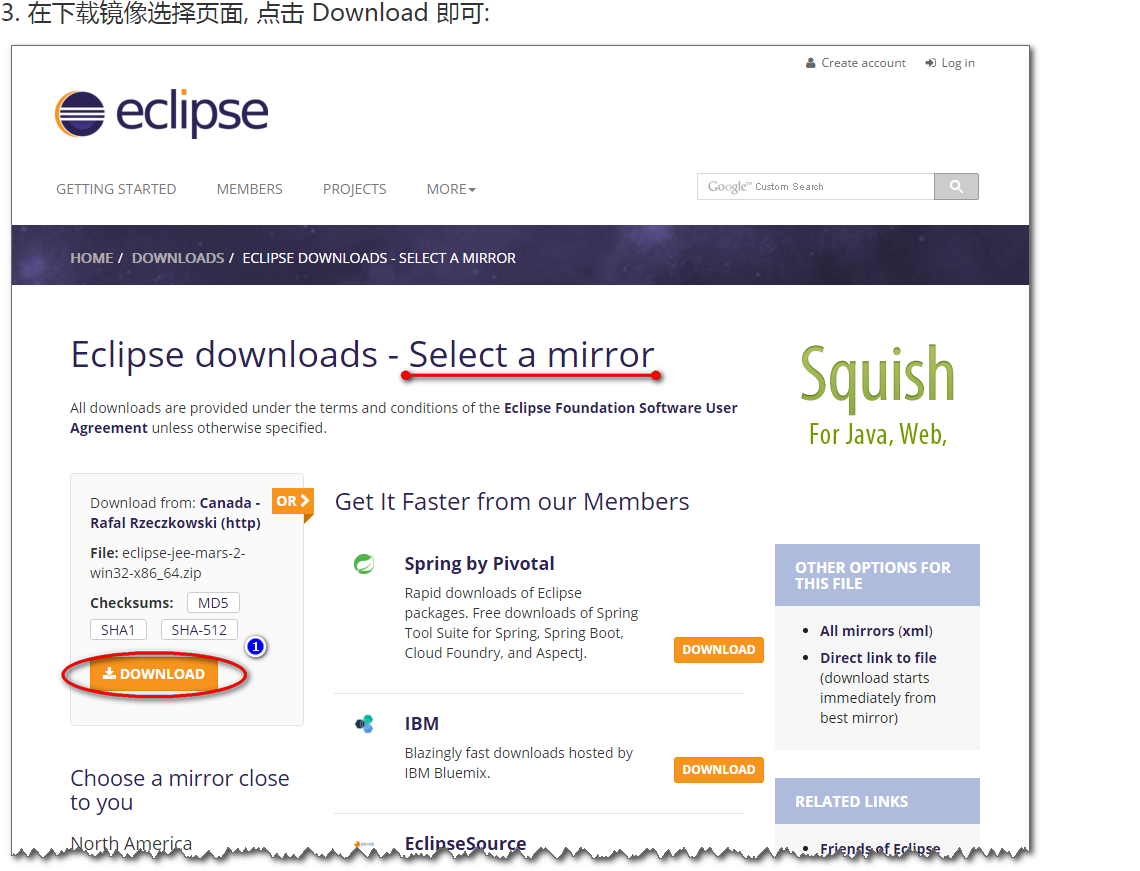 3. 在下载镜像选择页面, 点击 Download 即可:
Create account Log in
eclipse
GETTING STARTED MEMBERS PROJECTS MORE
Google™ Custom Search
HOME / DOWNLOADS / ECLIPSE DOWNLOADS - SELECT A MIRROR
Eclipse downloads - Select a mirror
All downloads are provided under the terms and conditions of the Eclipse Foundation Software User
Agreement unless otherwise specified.
Squish
For Java, Web,
Download from: Canada -
Rafal Rzeczkowski (http)
OR
File: eclipse-jee-mars-2-
win32-x86_64.zip
Checksums: MD5
SHA1 SHA-512
1
DOWNLOAD
Choose a mirror close
to you
North America
Get It Faster from our Members
Spring by Pivotal
Rapid downloads of Eclipse
packages. Free downloads of Spring
Tool Suite for Spring, Spring Boot,
Cloud Foundry, and AspectJ.
DOWNLOAD
IBM
Blazingly fast downloads hosted by
IBM Bluemix.
DOWNLOAD
EclipseSource
OTHER OPTIONS FOR
THIS FILE
All mirrors (xml)
Direct link to file
(download starts
immediately from
best mirror)
RELATED LINKS
Friends of Eclipse